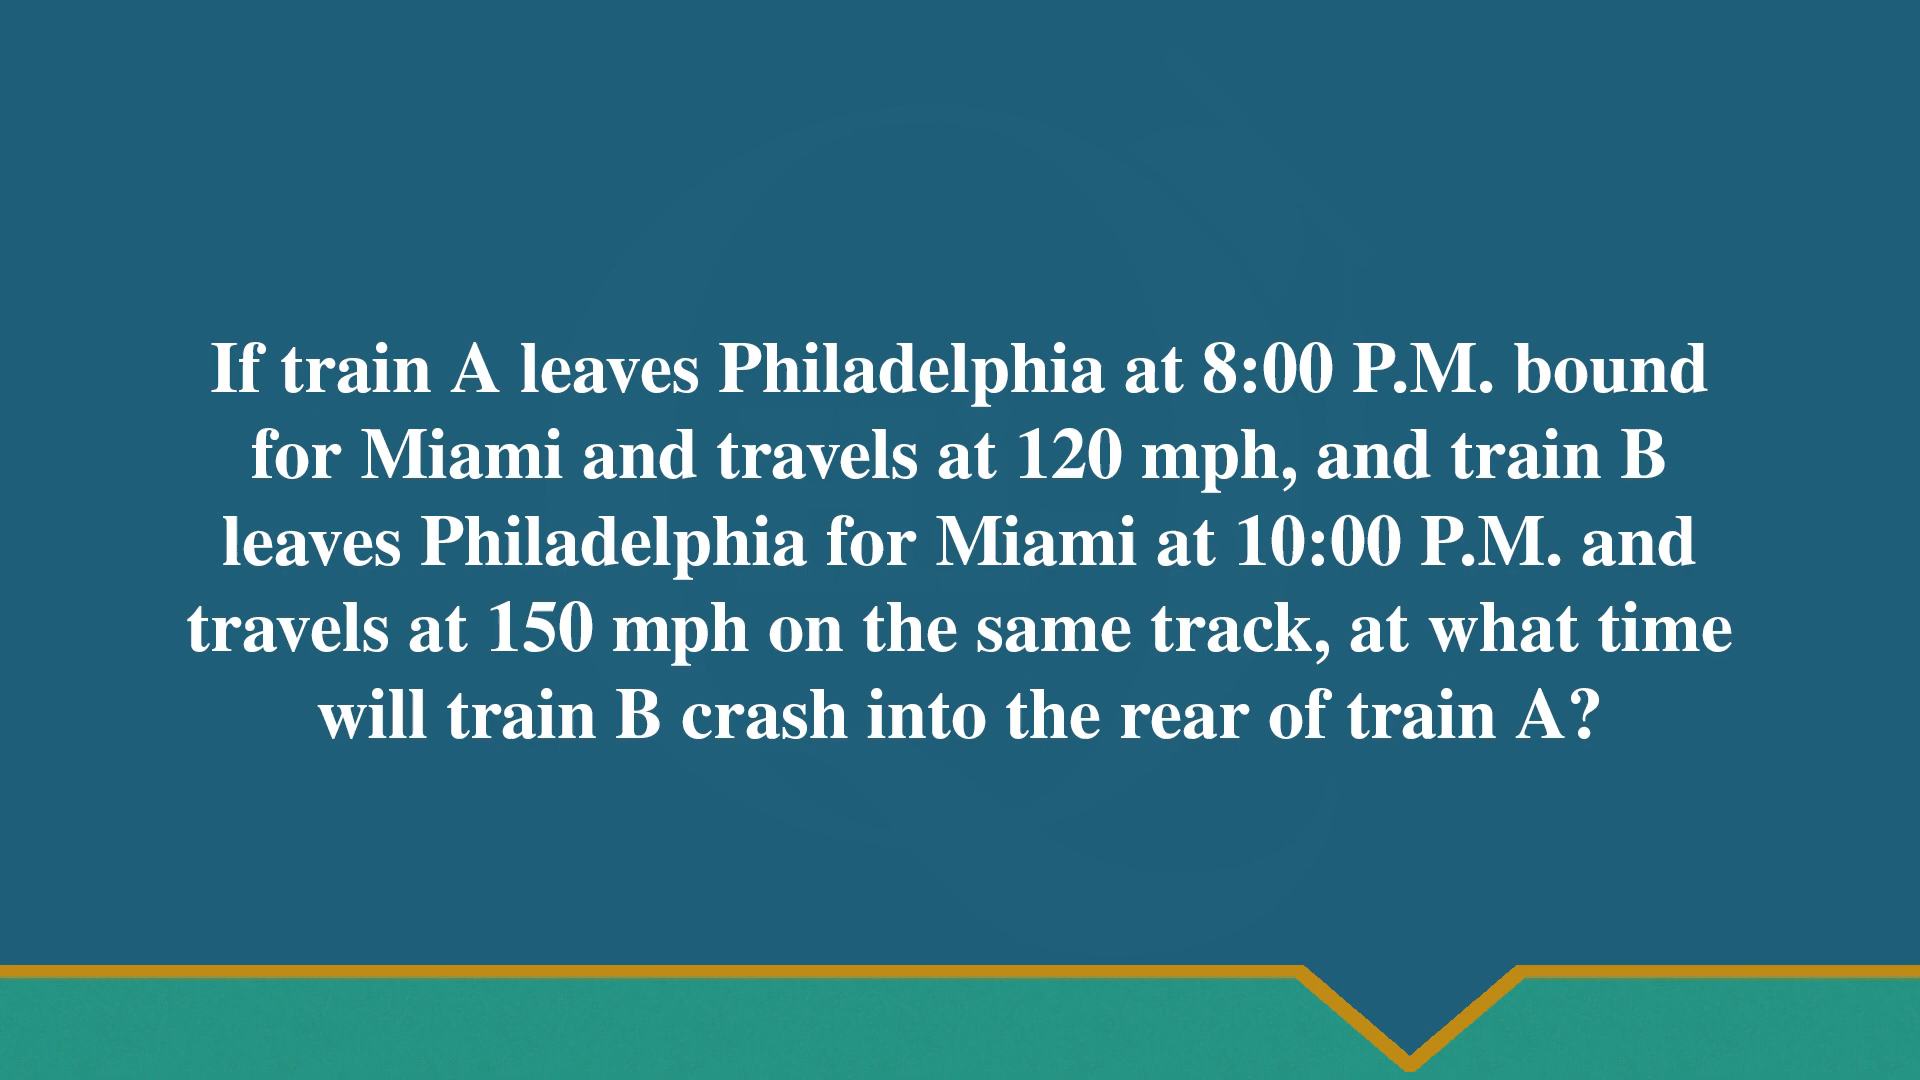 If train A leaves Philadelphia at 8:00 P.M. bound
for Miami and travels at 120 mph, and train B
leaves Philadelphia for Miami at 10:00 P.M. and
travels at 150 mph on the same track, at what time
will train B crash into the rear of train A?